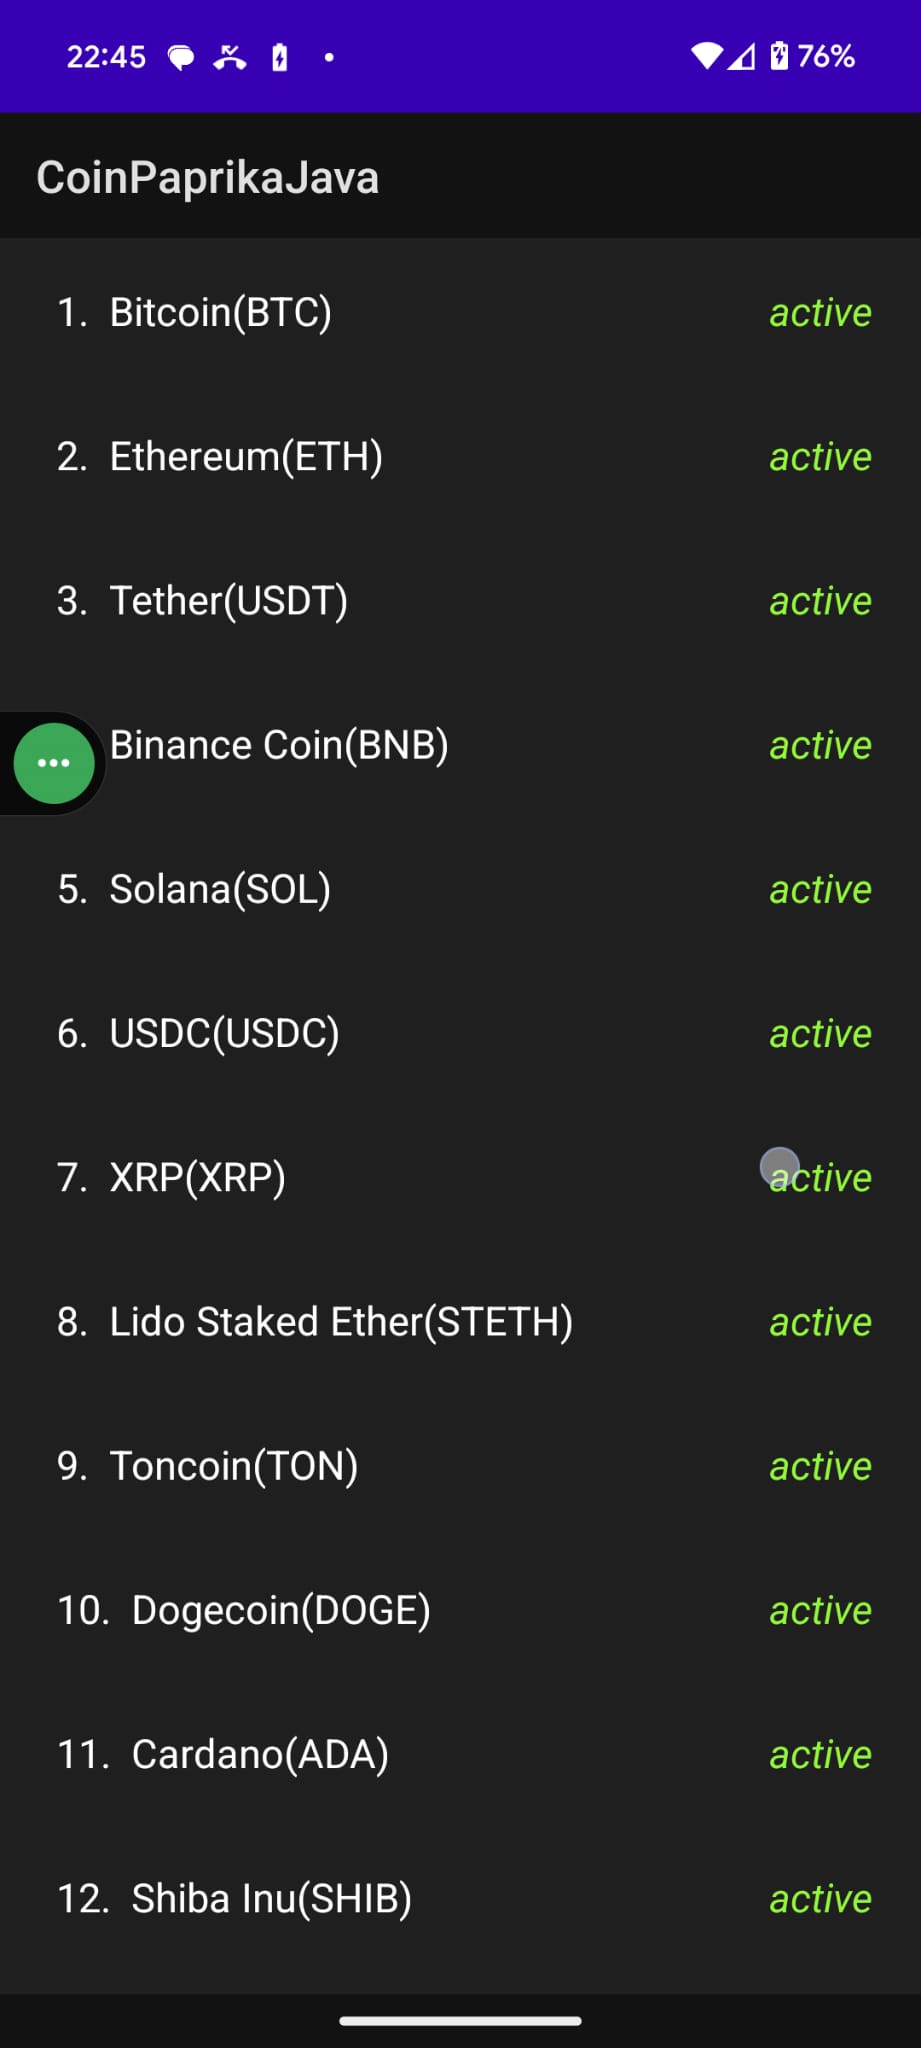 22:45 76%
CoinPaprikaJava
1. Bitcoin(BTC) active
2. Ethereum(ETH) active
3. Tether(USDT) active
Binance Coin(BNB) active
5. Solana(SOL) active
6. USDC(USDC) active
7. XRP(XRP) active
8. Lido Staked Ether(STETH) active
9. Toncoin(TON) active
10. Dogecoin(DOGE) active
11. Cardano(ADA) active
12. Shiba Inu(SHIB) active